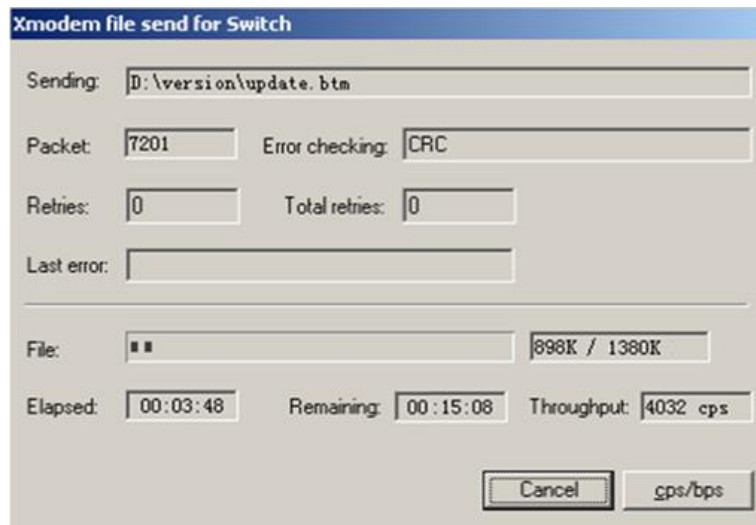 Xmodem file send for Switch
Sending: D:\version\update.btm
Packet: 7201 Error checking: CRC
Retries: 0 Total retries: 0
Last error:
File: 898K / 1380K
Elapsed: 00:03:48 Remaining: 00:15:08 Throughput: 4032 cps
Cancel cps/bps